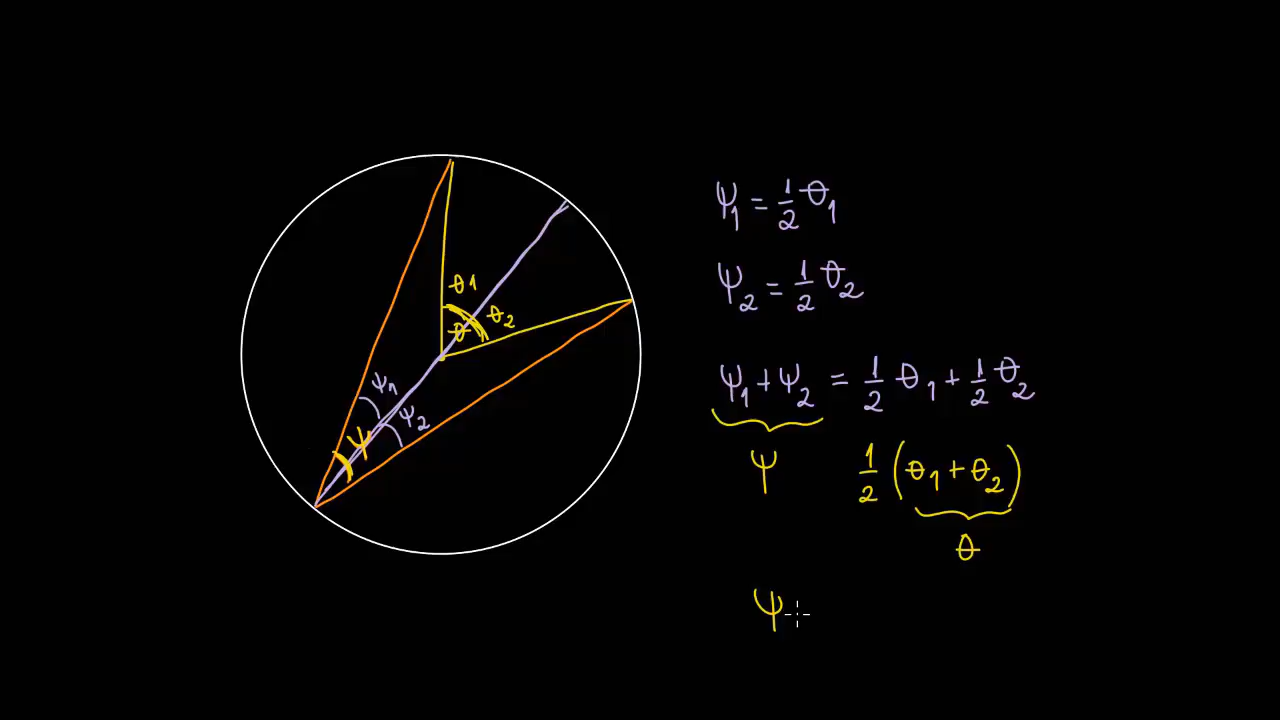 θ1
θ2
θ
ψ1
ψ2
ψ
ψ1 = 1/2 θ1
ψ2 = 1/2 θ2
ψ1 + ψ2 = 1/2 θ1 + 1/2 θ2
ψ 1/2 (θ1 + θ2)
θ
ψ